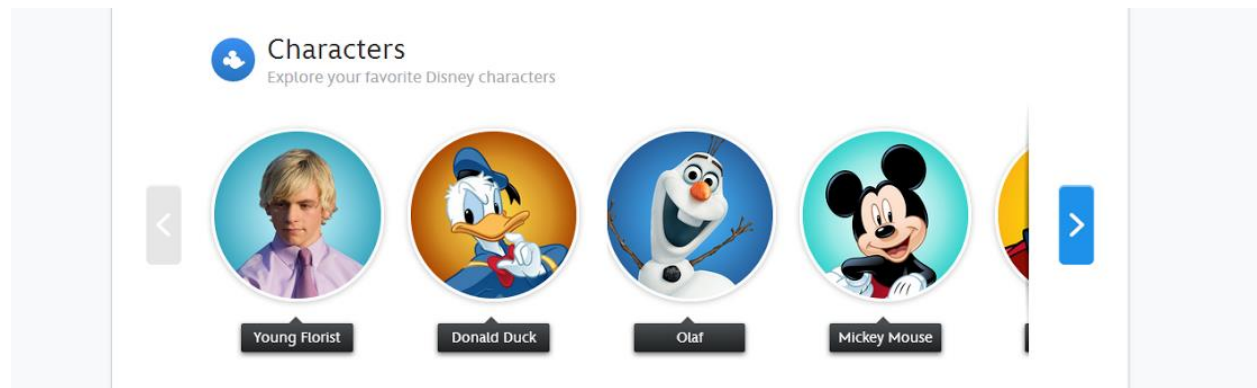 Characters
Explore your favorite Disney characters
Young Florist
Donald Duck
Olaf
Mickey Mouse